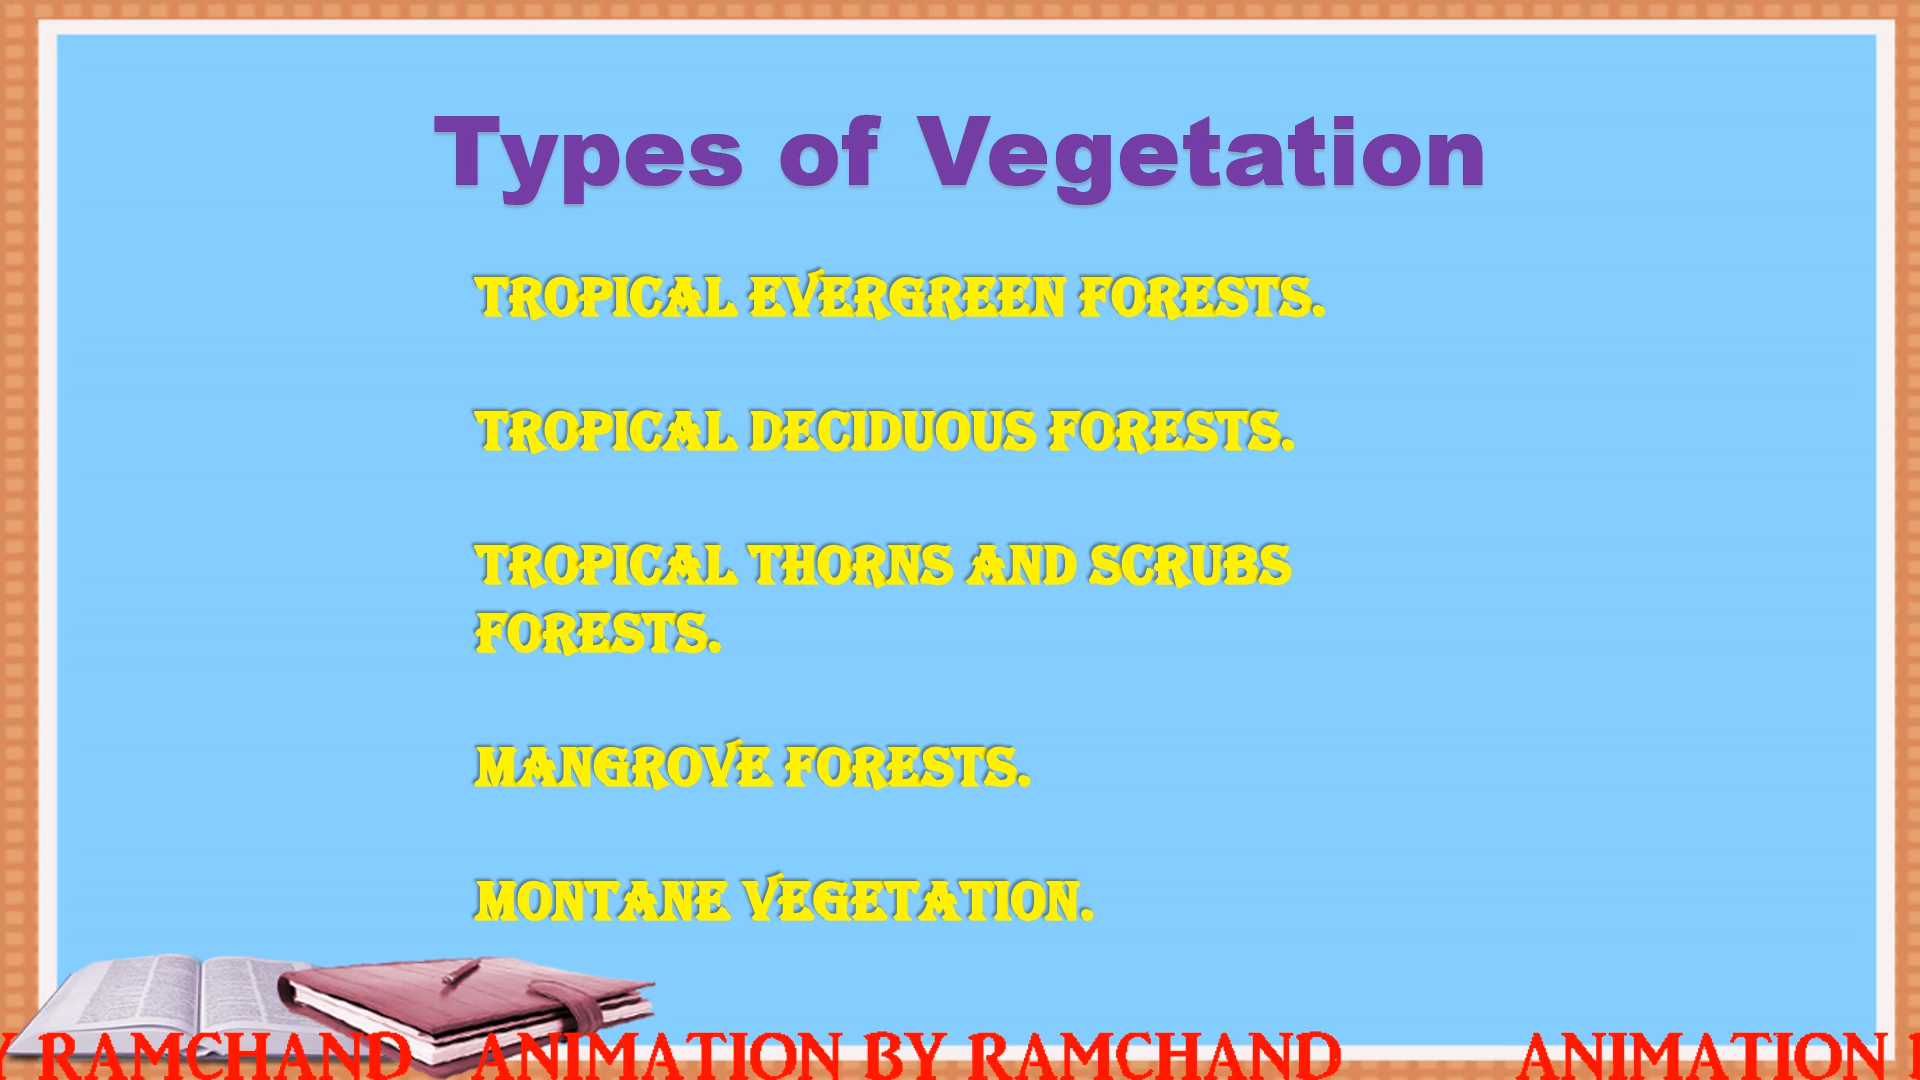 Types of Vegetation
TROPICAL EVERGREEN FORESTS.
TROPICAL DECIDUOUS FORESTS.
TROPICAL THORNS AND SCRUBS
FORESTS.
MANGROVE FORESTS.
MONTANE VEGETATION.
Y RAMCHAND ANIMATION BY RAMCHAND ANIMATION